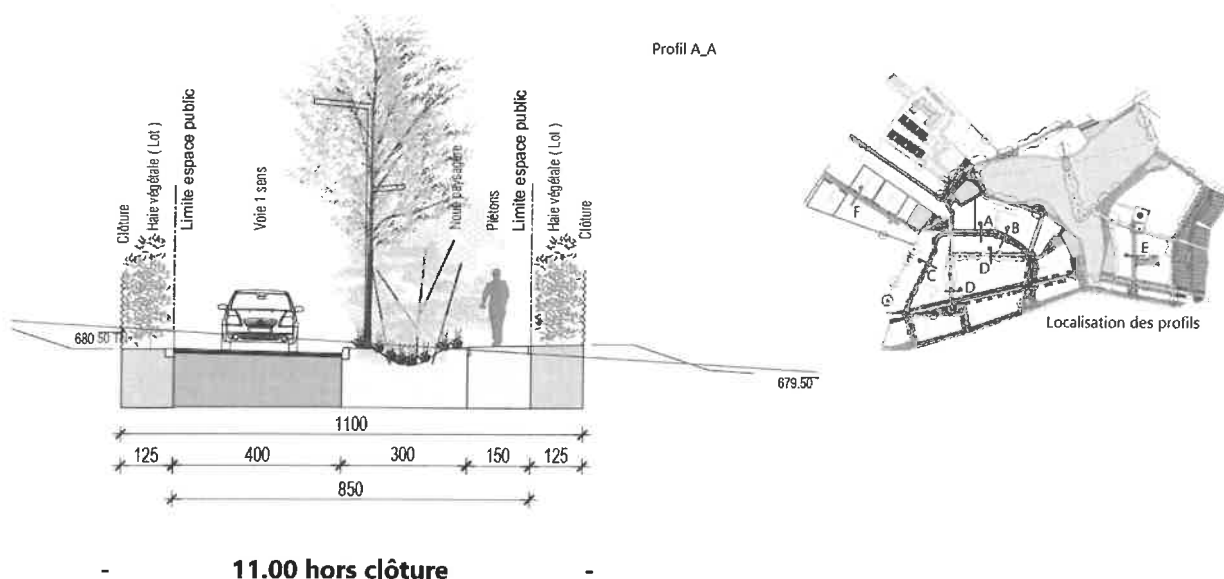 Profil A_A
Clôture
Haie végétale ( Lot )
Limite espace public
Voie 1 sens
Noue paysagère
Piétons
Limite espace public
Haie végétale ( Lot )
Clôture
680 50
679.50
1100
125 400 300 150 125
850
- 11.00 hors clôture -
F
A
B
C
D
D
E
Localisation des profils